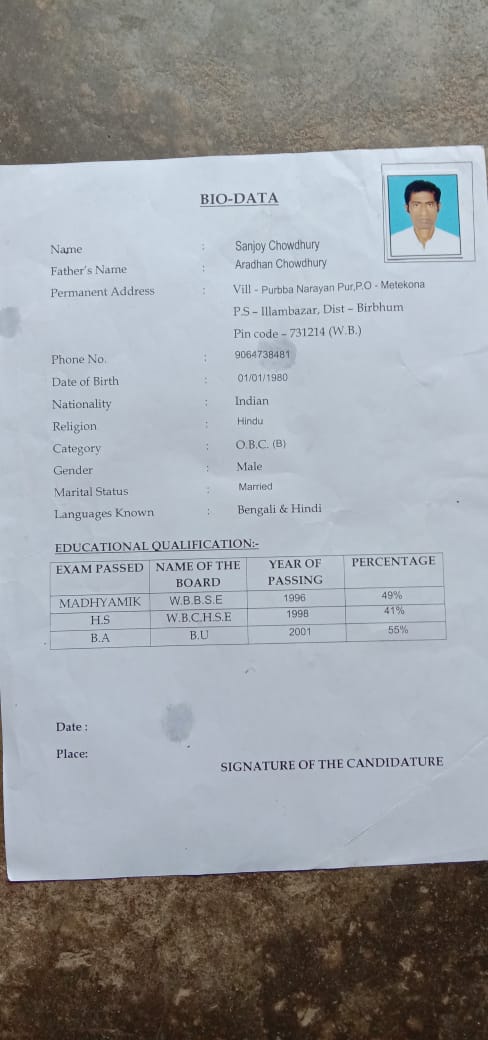 BIO-DATA
Name : Sanjoy Chowdhury
Father's Name : Aradhan Chowdhury
Permanent Address : Vill - Purbba Narayan Pur,P.O - Metekona
P.S – Illambazar, Dist – Birbhum
Pin code – 731214 (W.B.)
Phone No. : 9064738481
Date of Birth : 01/01/1980
Nationality : Indian
Religion : Hindu
Category : O.B.C. (B)
Gender : Male
Marital Status : Married
Languages Known : Bengali & Hindi
EDUCATIONAL QUALIFICATION:-
EXAM PASSED NAME OF THE BOARD YEAR OF PASSING PERCENTAGE
MADHYAMIK W.B.B.S.E 1996 49%
H.S W.B.C.H.S.E 1998 41%
B.A B.U 2001 55%
Date :
Place:
SIGNATURE OF THE CANDIDATURE